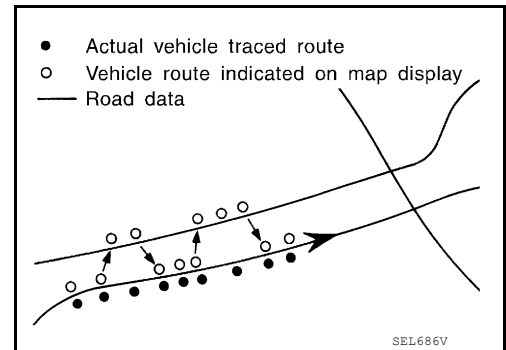 Actual vehicle traced route
Vehicle route indicated on map display
Road data
SEL686V